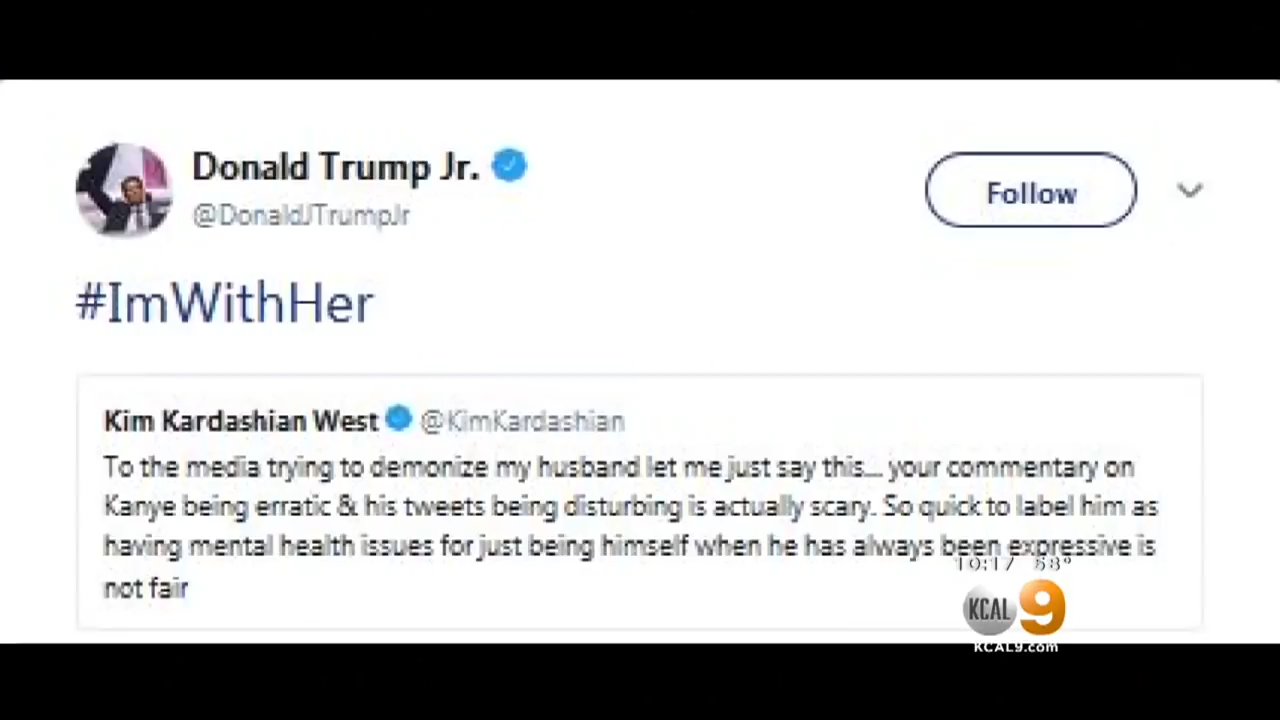 Donald Trump Jr.
@DonaldJTrumpJr
Follow
#ImWithHer
Kim Kardashian West @KimKardashian
To the media trying to demonize my husband let me just say this... your commentary on
Kanye being erratic & his tweets being disturbing is actually scary. So quick to label him as
having mental health issues for just being himself when he has always been expressive is
not fair
10:17 58°
KCAL 9
KCAL9.com